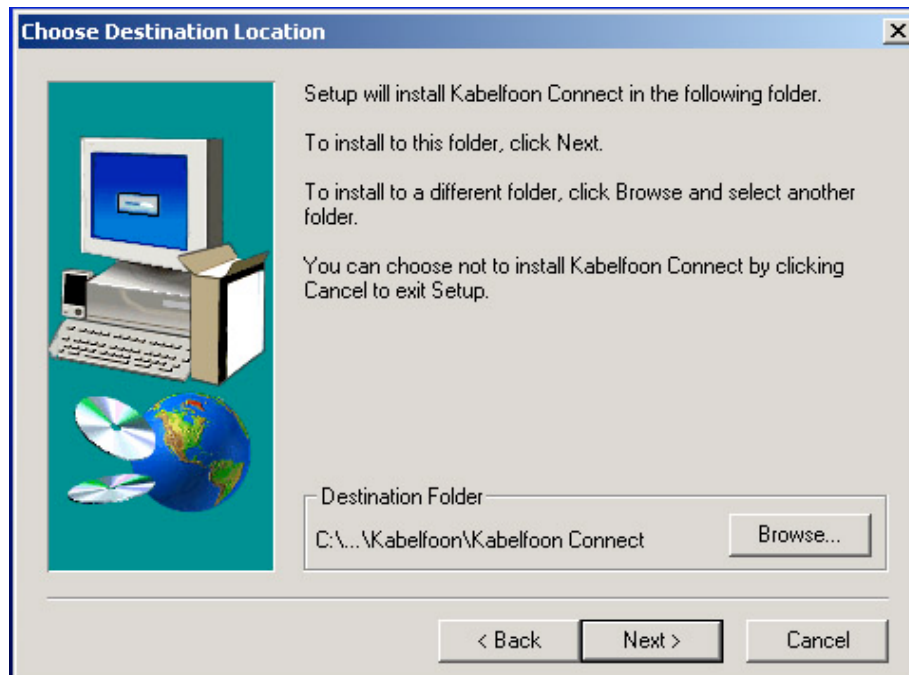 Choose Destination Location
Setup will install Kabelfoon Connect in the following folder.
To install to this folder, click Next.
To install to a different folder, click Browse and select another
folder.
You can choose not to install Kabelfoon Connect by clicking
Cancel to exit Setup.
Destination Folder
C:\...\Kabelfoon\Kabelfoon Connect
Browse...
< Back
Next >
Cancel